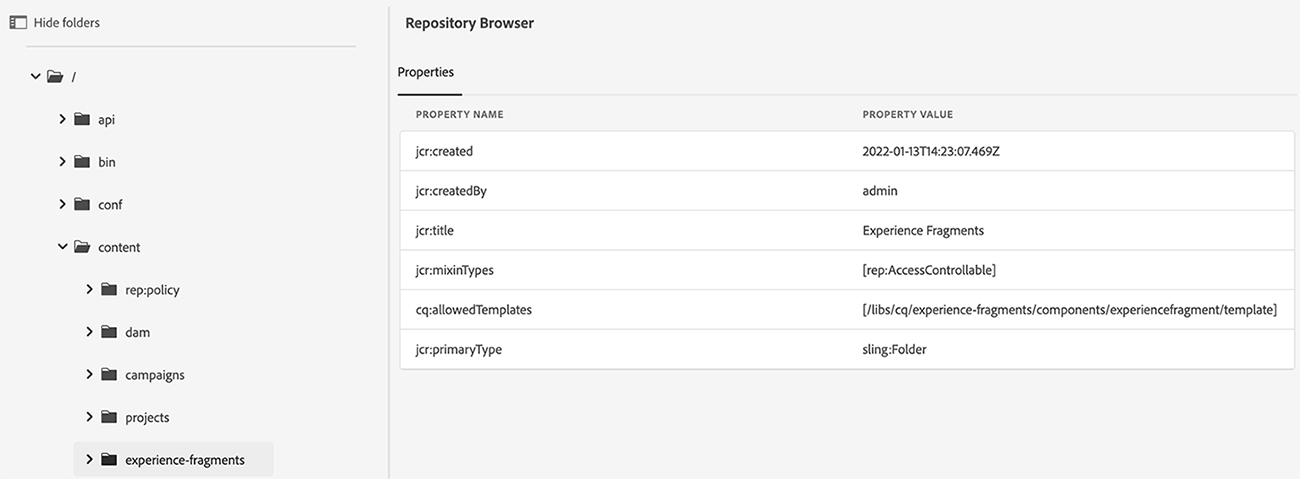 Hide folders
/
api
bin
conf
content
rep:policy
dam
campaigns
projects
experience-fragments
Repository Browser
Properties
PROPERTY NAME PROPERTY VALUE
jcr:created 2022-01-13T14:23:07.469Z
jcr:createdBy admin
jcr:title Experience Fragments
jcr:mixinTypes [rep:AccessControllable]
cq:allowedTemplates [/libs/cq/experience-fragments/components/experiencefragment/template]
jcr:primaryType sling:Folder